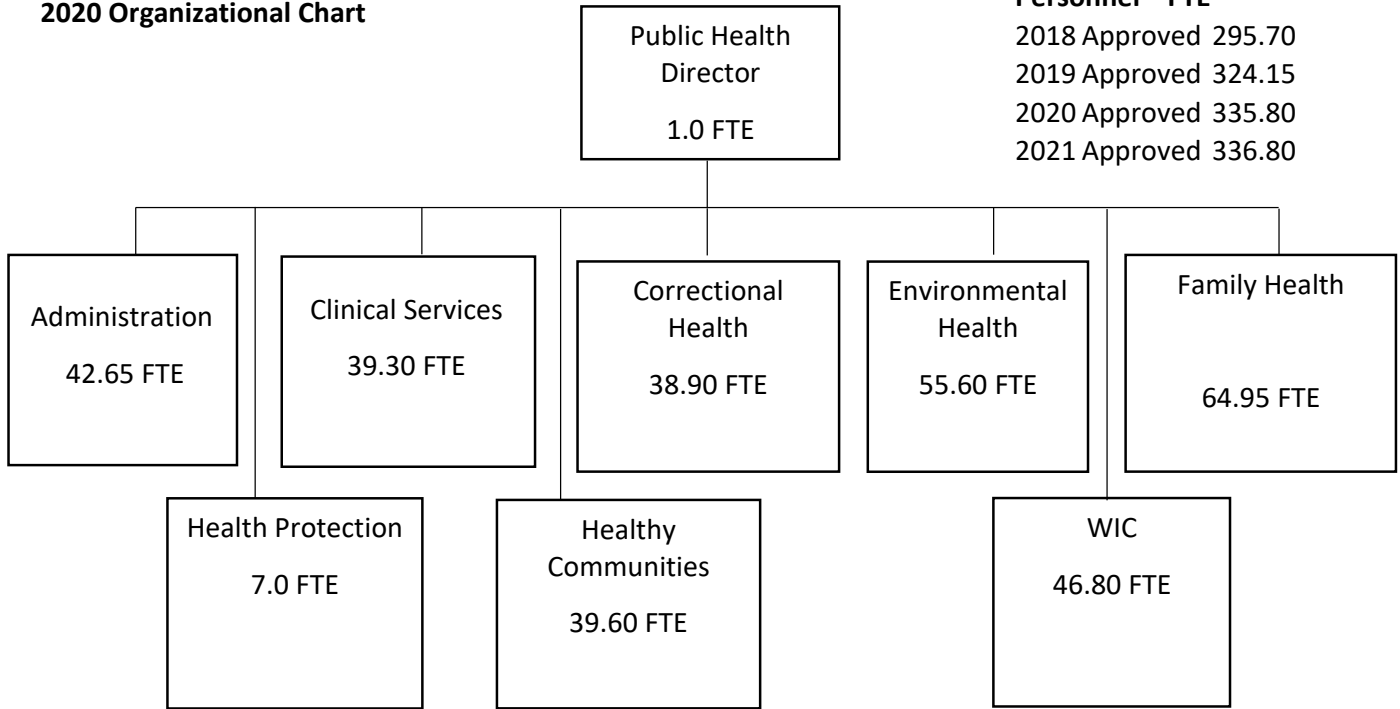 2020 Organizational Chart
Personnel - FTE
2018 Approved 295.70
2019 Approved 324.15
2020 Approved 335.80
2021 Approved 336.80
Public Health
Director
1.0 FTE
Administration
42.65 FTE
Clinical Services
39.30 FTE
Correctional
Health
38.90 FTE
Environmental
Health
55.60 FTE
Family Health
64.95 FTE
Health Protection
7.0 FTE
Healthy
Communities
39.60 FTE
WIC
46.80 FTE